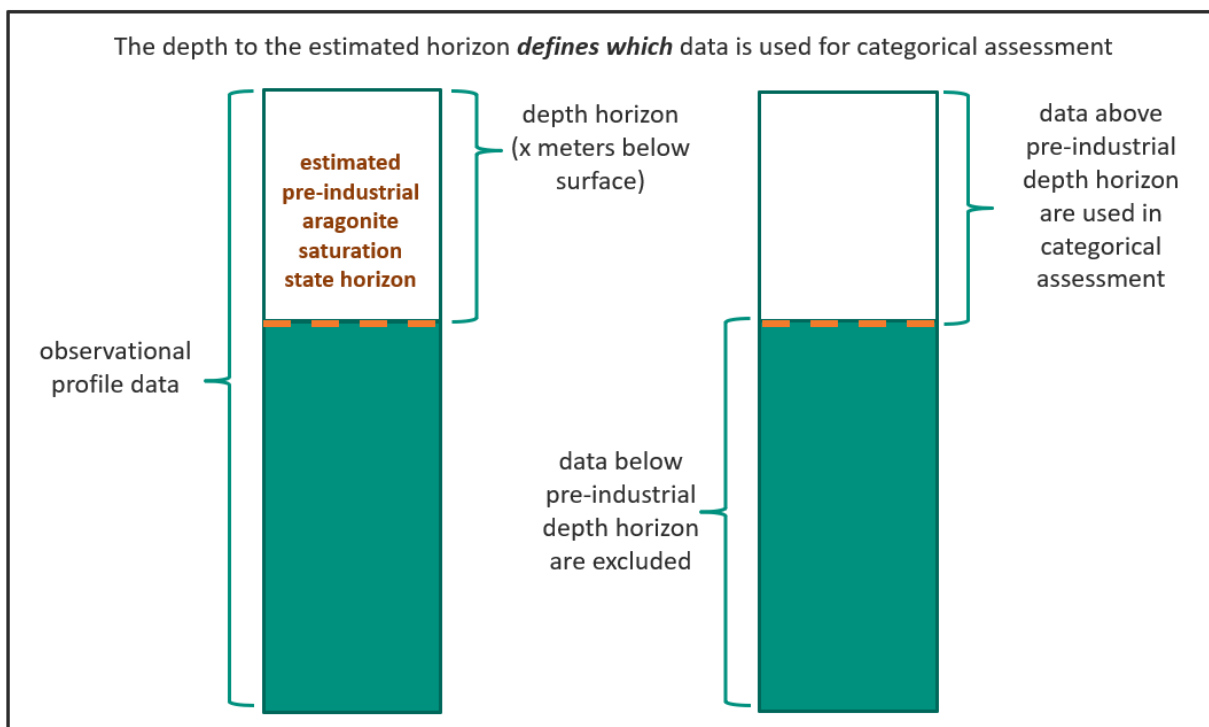 The depth to the estimated horizon defines which data is used for categorical assessment
estimated
pre-industrial
aragonite
saturation
state horizon
depth horizon
(x meters below
surface)
observational
profile data
data above
pre-industrial
depth horizon
are used in
categorical
assessment
data below
pre-industrial
depth horizon
are excluded